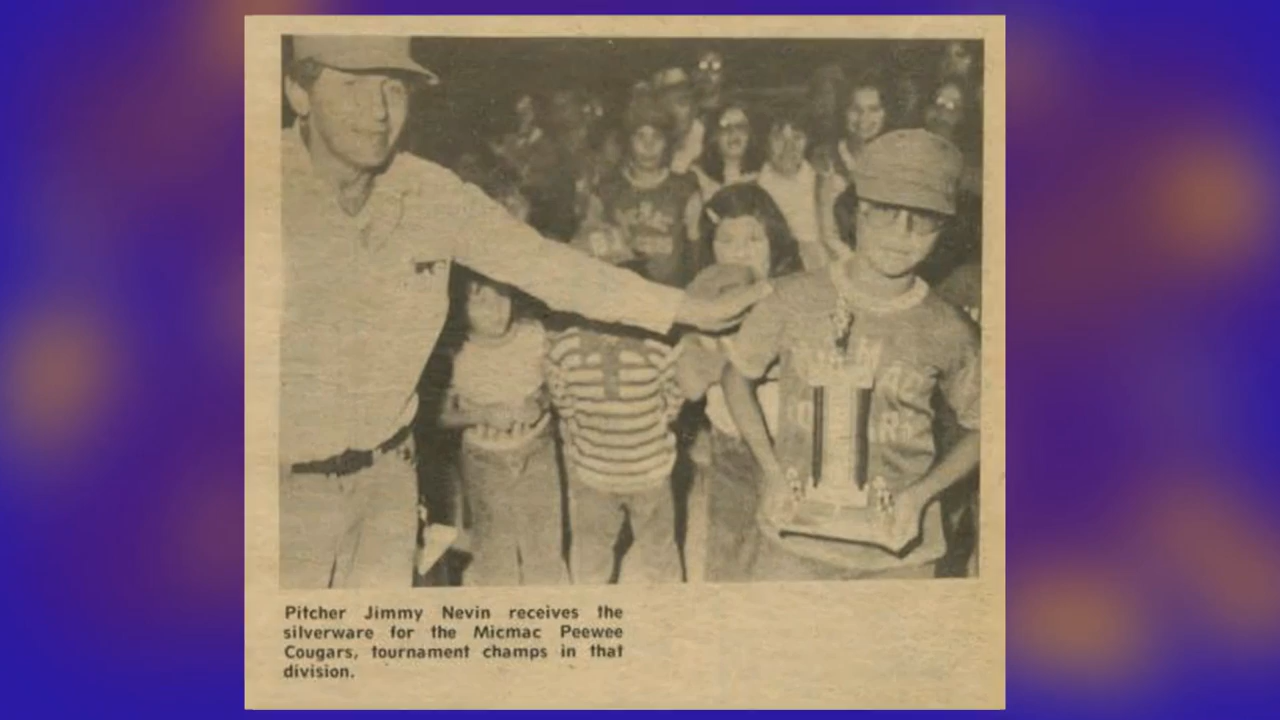 Pitcher Jimmy Nevin receives the
silverware for the Micmac Peewee
Cougars, tournament champs in that
division.